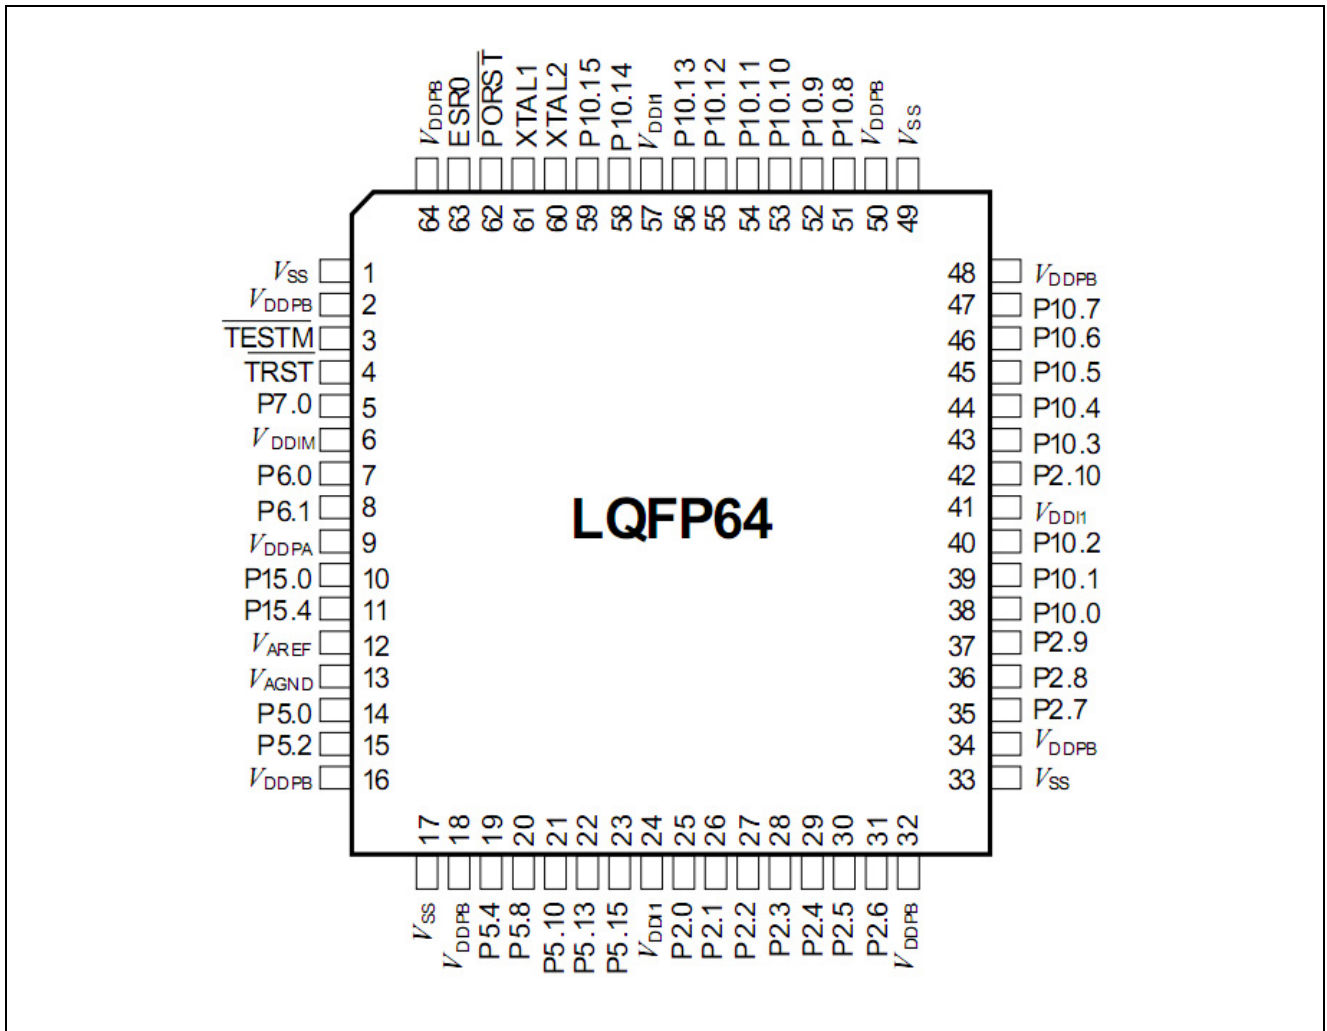 VDDPB
ESR0
PORST
XTAL1
XTAL2
P10.15
P10.14
VDDI1
P10.13
P10.12
P10.11
P10.10
P10.9
P10.8
VDDPB
VSS
64 63 62 61 60 59 58 57 56 55 54 53 52 51 50 49
VSS 1
VDDPB 2
TESTM 3
TRST 4
P7.0 5
VDDIM 6
P6.0 7
P6.1 8
VDDPA 9
P15.0 10
P15.4 11
VAREF 12
VAGND 13
P5.0 14
P5.2 15
VDDPB 16
LQFP64
48 VDDPB
47 P10.7
46 P10.6
45 P10.5
44 P10.4
43 P10.3
42 P2.10
41 VDDI1
40 P10.2
39 P10.1
38 P10.0
37 P2.9
36 P2.8
35 P2.7
34 VDDPB
33 VSS
17 18 19 20 21 22 23 24 25 26 27 28 29 30 31 32
VSS
VDDPB
P5.4
P5.8
P5.10
P5.13
P5.15
VDDI1
P2.0
P2.1
P2.2
P2.3
P2.4
P2.5
P2.6
VDDPB